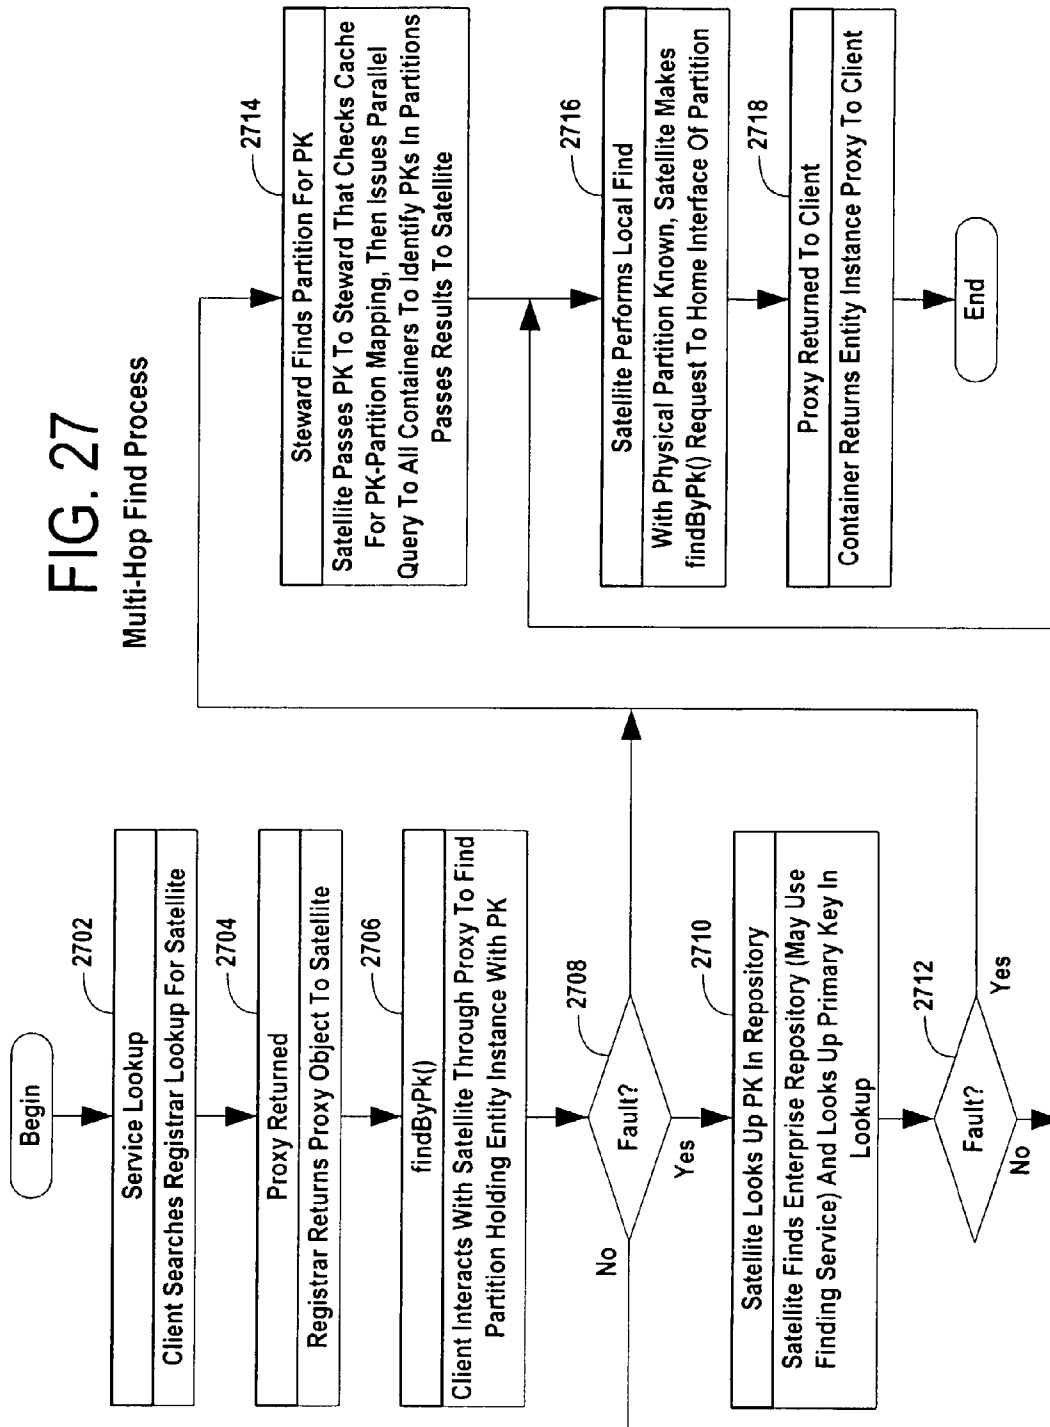 FIG. 27
Multi-Hop Find Process
Begin
2702
Service Lookup
Client Searches Registrar Lookup For Satellite
2704
Proxy Returned
Registrar Returns Proxy Object To Satellite
2706
findByPk()
Client Interacts With Satellite Through Proxy To Find
Partition Holding Entity Instance With PK
2708
Fault?
No
Yes
2710
Satellite Looks Up PK In Repository
Satellite Finds Enterprise Repository (May Use
Finding Service) And Looks Up Primary Key In
Lookup
2712
Fault?
Yes
No
2714
Steward Finds Partition For PK
Satellite Passes PK To Steward That Checks Cache
For PK-Partition Mapping, Then Issues Parallel
Query To All Containers To Identify PKs In Partitions
Passes Results To Satellite
2716
Satellite Performs Local Find
With Physical Partition Known, Satellite Makes
findByPk() Request To Home Interface Of Partition
2718
Proxy Returned To Client
Container Returns Entity Instance Proxy To Client
End